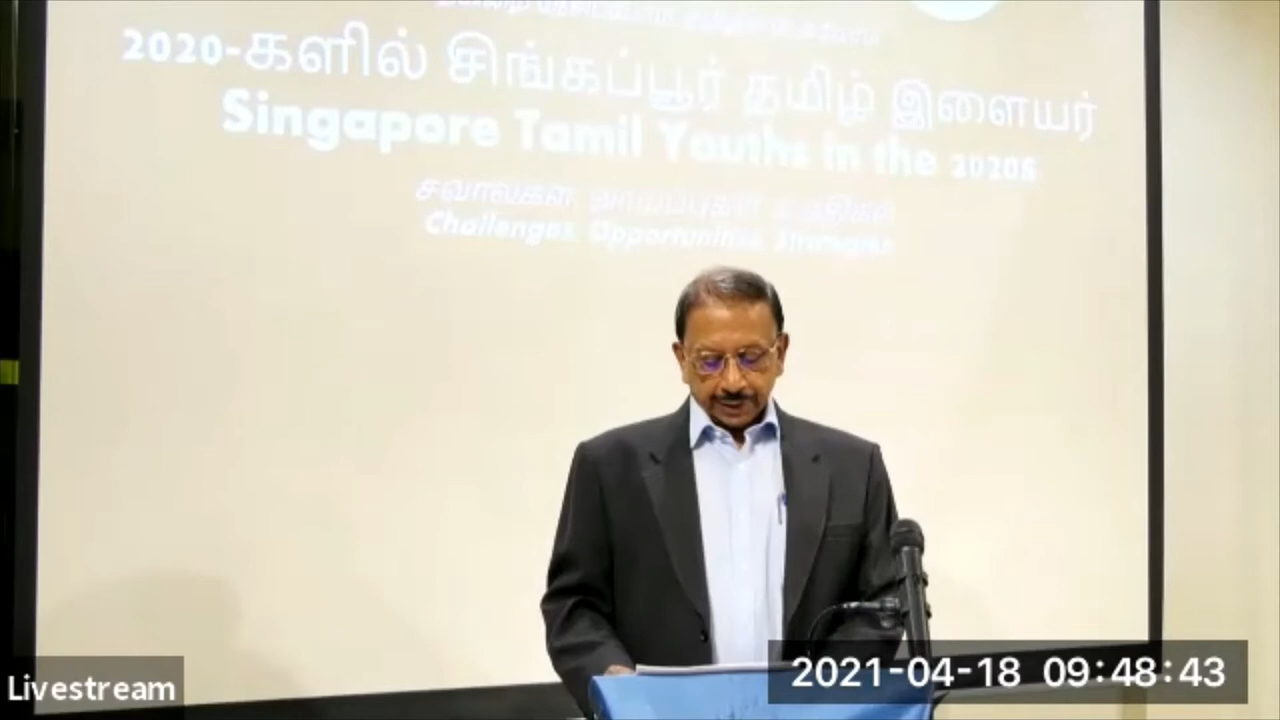 2020-களில் சிங்கப்பூர் தமிழ் இளையர்
Singapore Tamil Youths in the 2020s
Challenges, Opportunities, Strategies
Livestream
2021-04-18 09:48:43